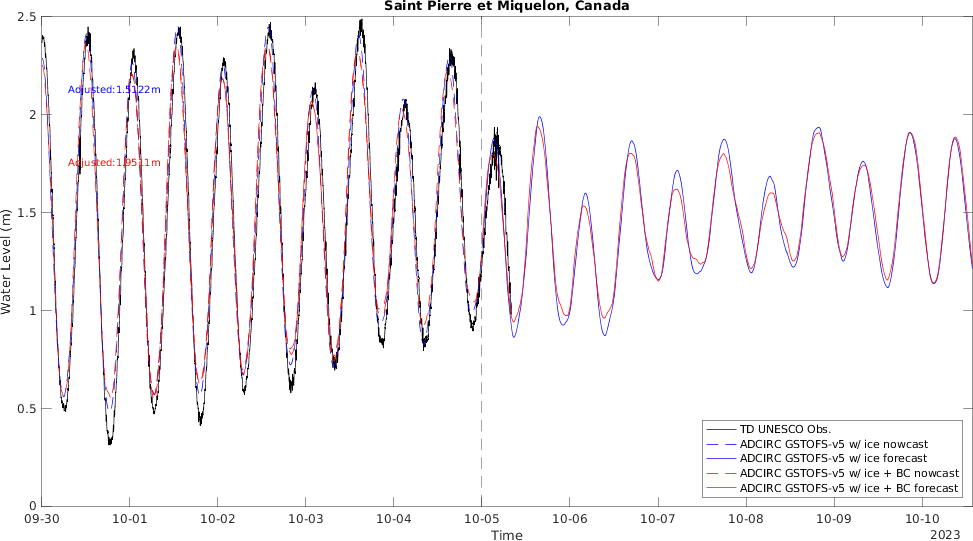 Saint Pierre et Miquelon, Canada
2.5
2
1.5
1
0.5
0
Water Level (m)
Adjusted:1.5122m
Adjusted:1.9511m
TD UNESCO Obs.
ADCIRC GSTOFS-v5 w/ ice nowcast
ADCIRC GSTOFS-v5 w/ ice forecast
ADCIRC GSTOFS-v5 w/ ice + BC nowcast
ADCIRC GSTOFS-v5 w/ ice + BC forecast
09-30 10-01 10-02 10-03 10-04 10-05 10-06 10-07 10-08 10-09 10-10
Time
2023